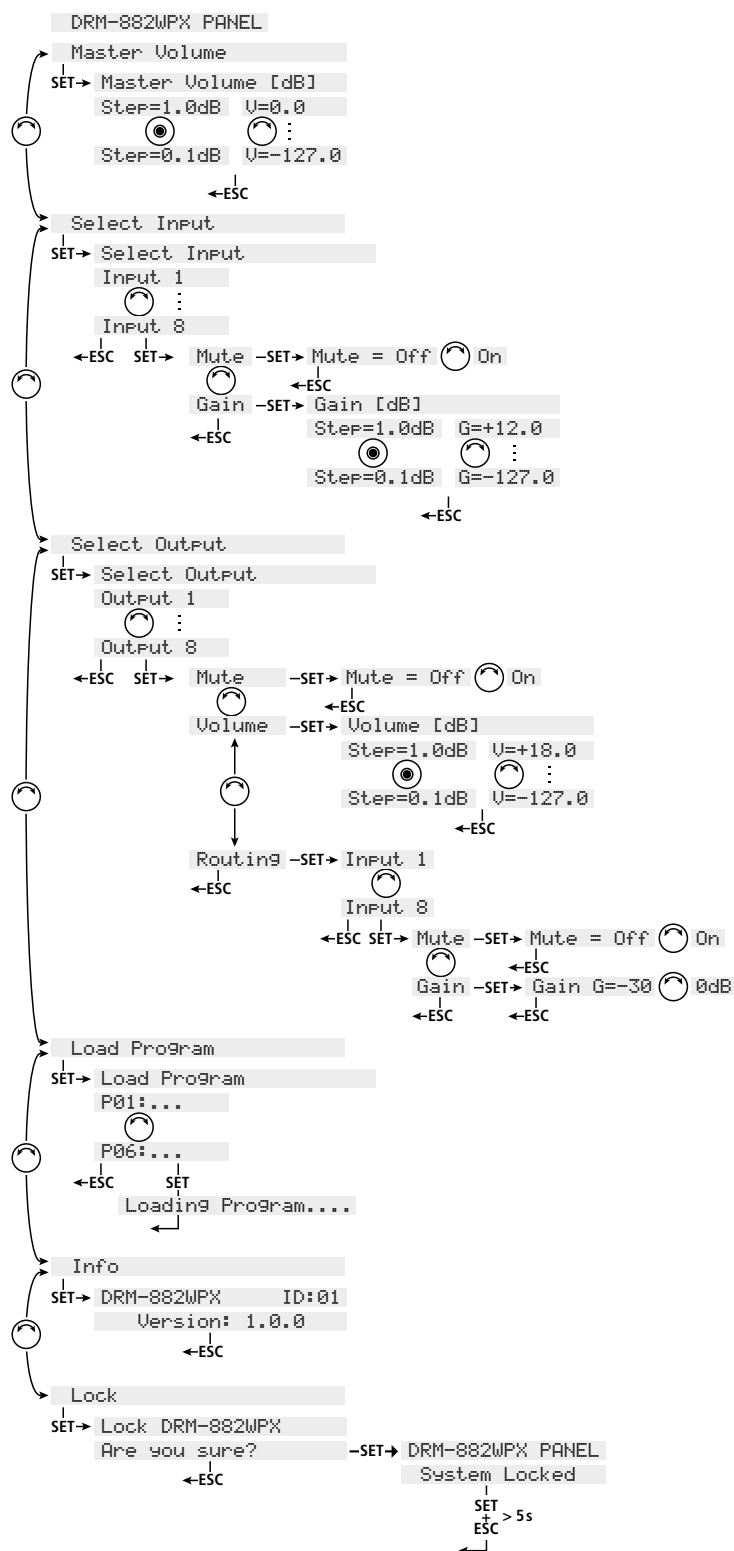 DRM-882WPX PANEL
Master Volume
SET Master Volume [dB]
Step=1.0dB V=0.0
Step=0.1dB V=-127.0
ESC
Select Input
SET Select Input
Input 1
Input 8
ESC SET Mute SET Mute = Off On
ESC
Gain SET Gain [dB]
ESC
Step=1.0dB G=+12.0
Step=0.1dB G=-127.0
ESC
Select Output
SET Select Output
Output 1
Output 8
ESC SET Mute SET Mute = Off On
ESC
Volume SET Volume [dB]
Step=1.0dB V=+18.0
Step=0.1dB V=-127.0
ESC
Routing SET Input 1
ESC
Input 8
ESC SET Mute SET Mute = Off On
ESC
Gain SET Gain G=-30 0dB
ESC ESC
Load Program
SET Load Program
P01:...
P06:...
ESC SET
Loading Program....
Info
SET DRM-882WPX ID:01
Version: 1.0.0
ESC
Lock
SET Lock DRM-882WPX
Are you sure? SET DRM-882WPX PANEL
ESC
System Locked
SET
+ > 5s
ESC